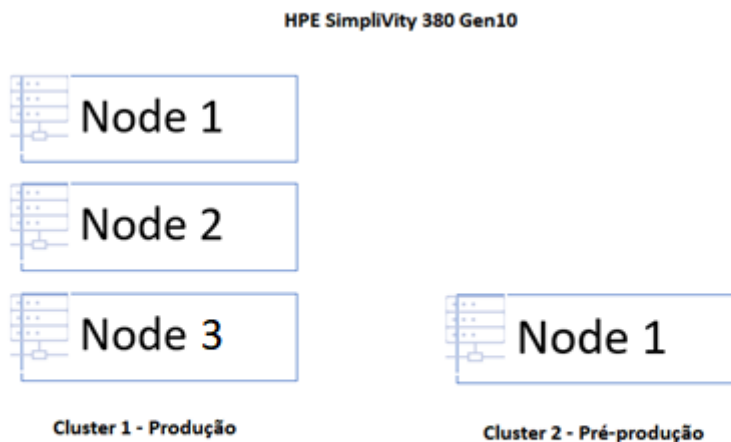 HPE SimpliVity 380 Gen10
Node 1
Node 2
Node 3
Cluster 1 - Produção
Node 1
Cluster 2 - Pré-produção